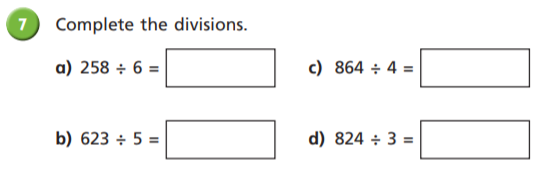 7 Complete the divisions.
a) 258 ÷ 6 =
c) 864 ÷ 4 =
b) 623 ÷ 5 =
d) 824 ÷ 3 =